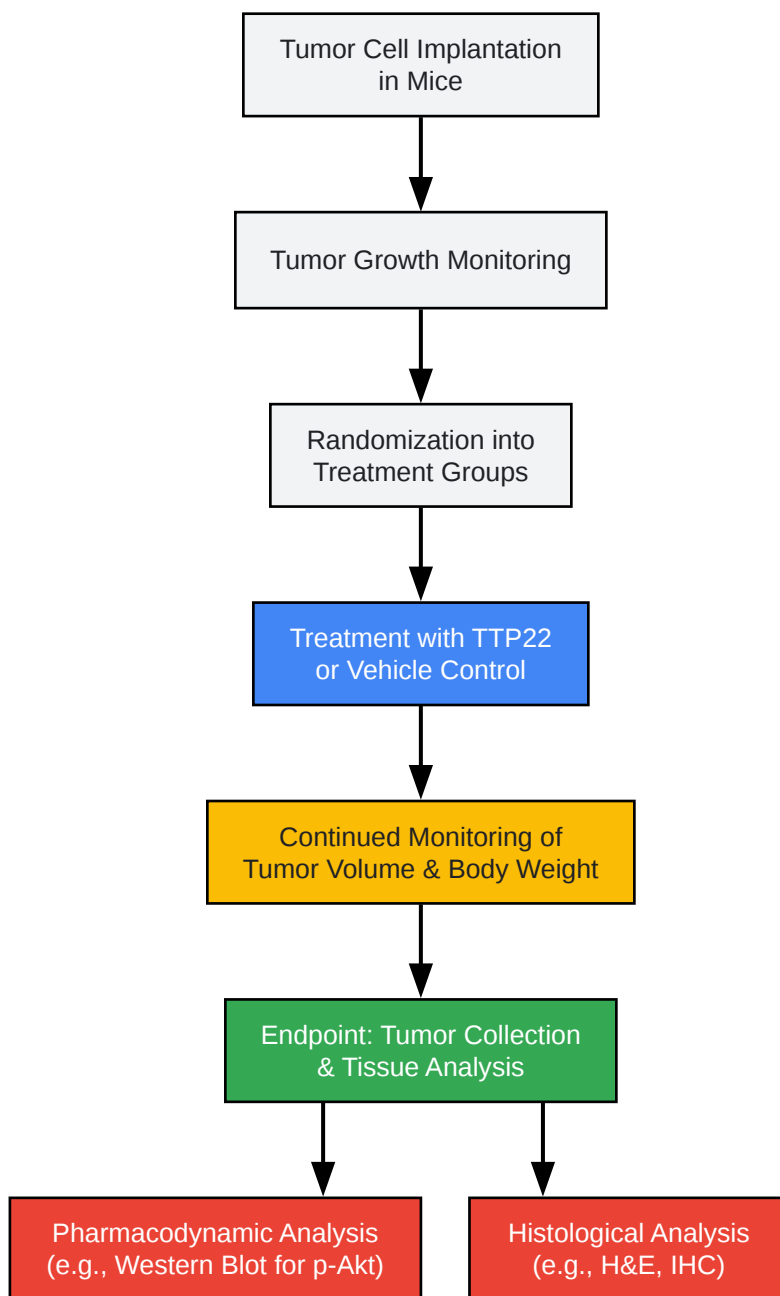 Tumor Cell Implantation
in Mice
Tumor Growth Monitoring
Randomization into
Treatment Groups
Treatment with TTP22
or Vehicle Control
Continued Monitoring of
Tumor Volume & Body Weight
Endpoint: Tumor Collection
& Tissue Analysis
Pharmacodynamic Analysis
(e.g., Western Blot for p-Akt)
Histological Analysis
(e.g., H&E, IHC)